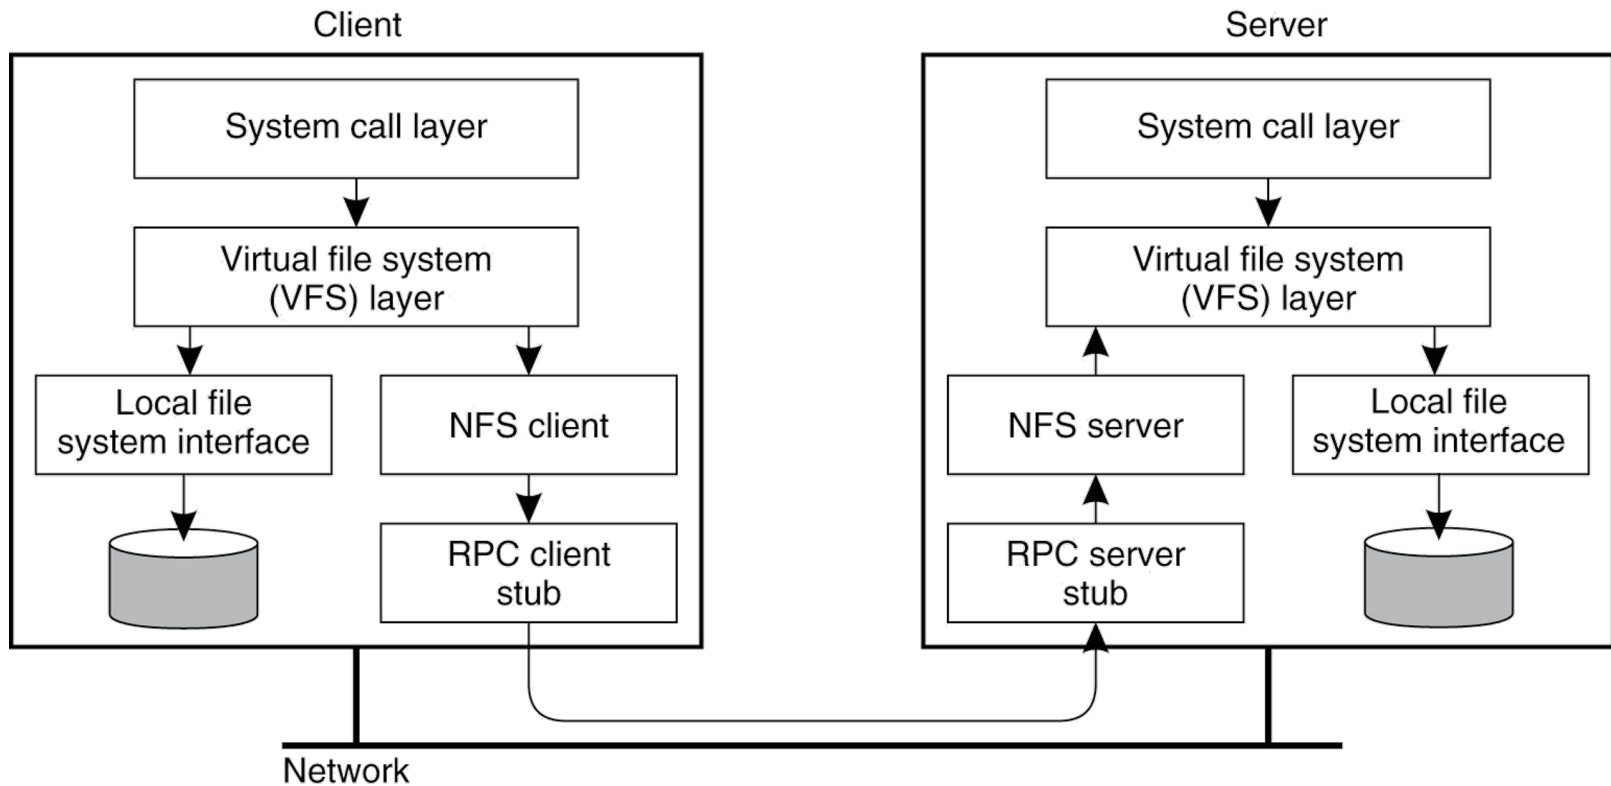 Client
Server
System call layer
System call layer
Virtual file system
(VFS) layer
Virtual file system
(VFS) layer
Local file
system interface
NFS client
NFS server
Local file
system interface
RPC client
stub
RPC server
stub
Network